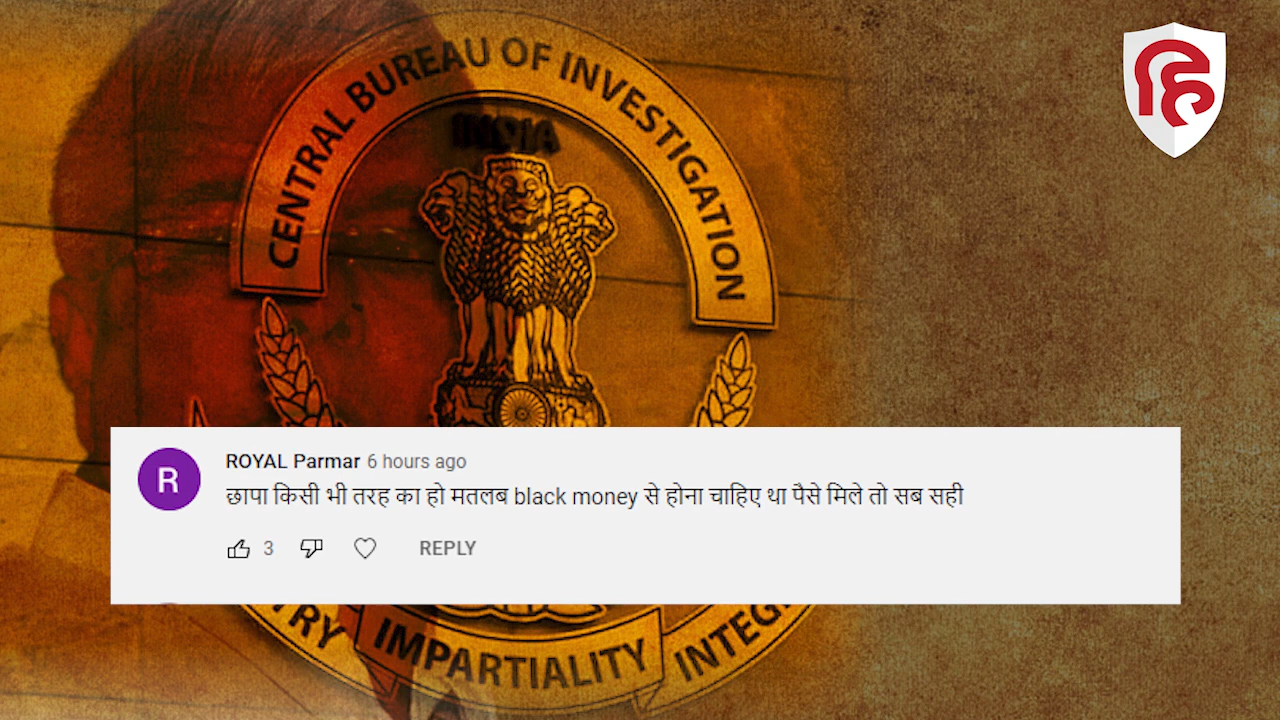 CENTRAL BUREAU OF INVESTIGATION
INDIA
हि
R
ROYAL Parmar 6 hours ago
छापा किसी भी तरह का हो मतलब black money से होना चाहिए था पैसे मिले तो सब सही
3
REPLY
IMPARTIALITY